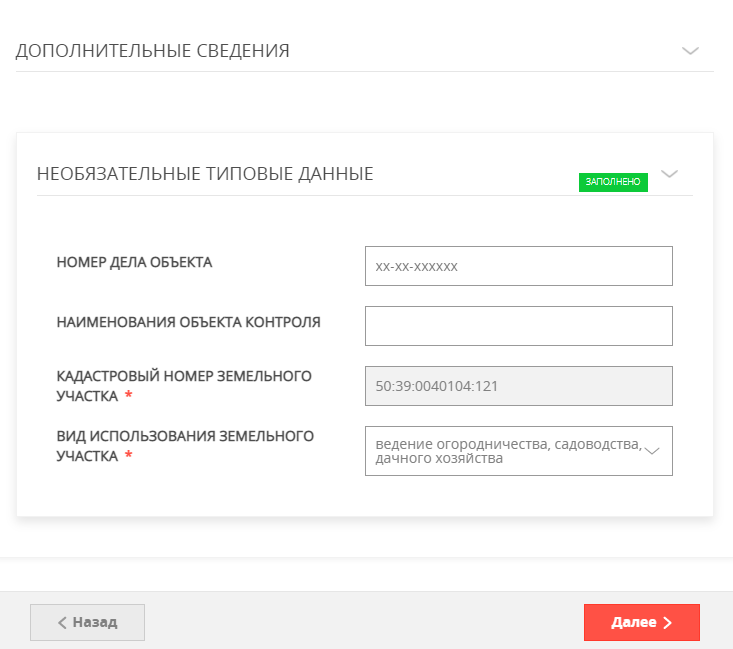 ДОПОЛНИТЕЛЬНЫЕ СВЕДЕНИЯ
НЕОБЯЗАТЕЛЬНЫЕ ТИПОВЫЕ ДАННЫЕ
ЗАПОЛНЕНО
НОМЕР ДЕЛА ОБЪЕКТА
xx-xx-xxxxxx
НАИМЕНОВАНИЯ ОБЪЕКТА КОНТРОЛЯ
КАДАСТРОВЫЙ НОМЕР ЗЕМЕЛЬНОГО
УЧАСТКА *
50:39:0040104:121
ВИД ИСПОЛЬЗОВАНИЯ ЗЕМЕЛЬНОГО
УЧАСТКА *
ведение огородничества, садоводства,
дачного хозяйства
Назад
Далее